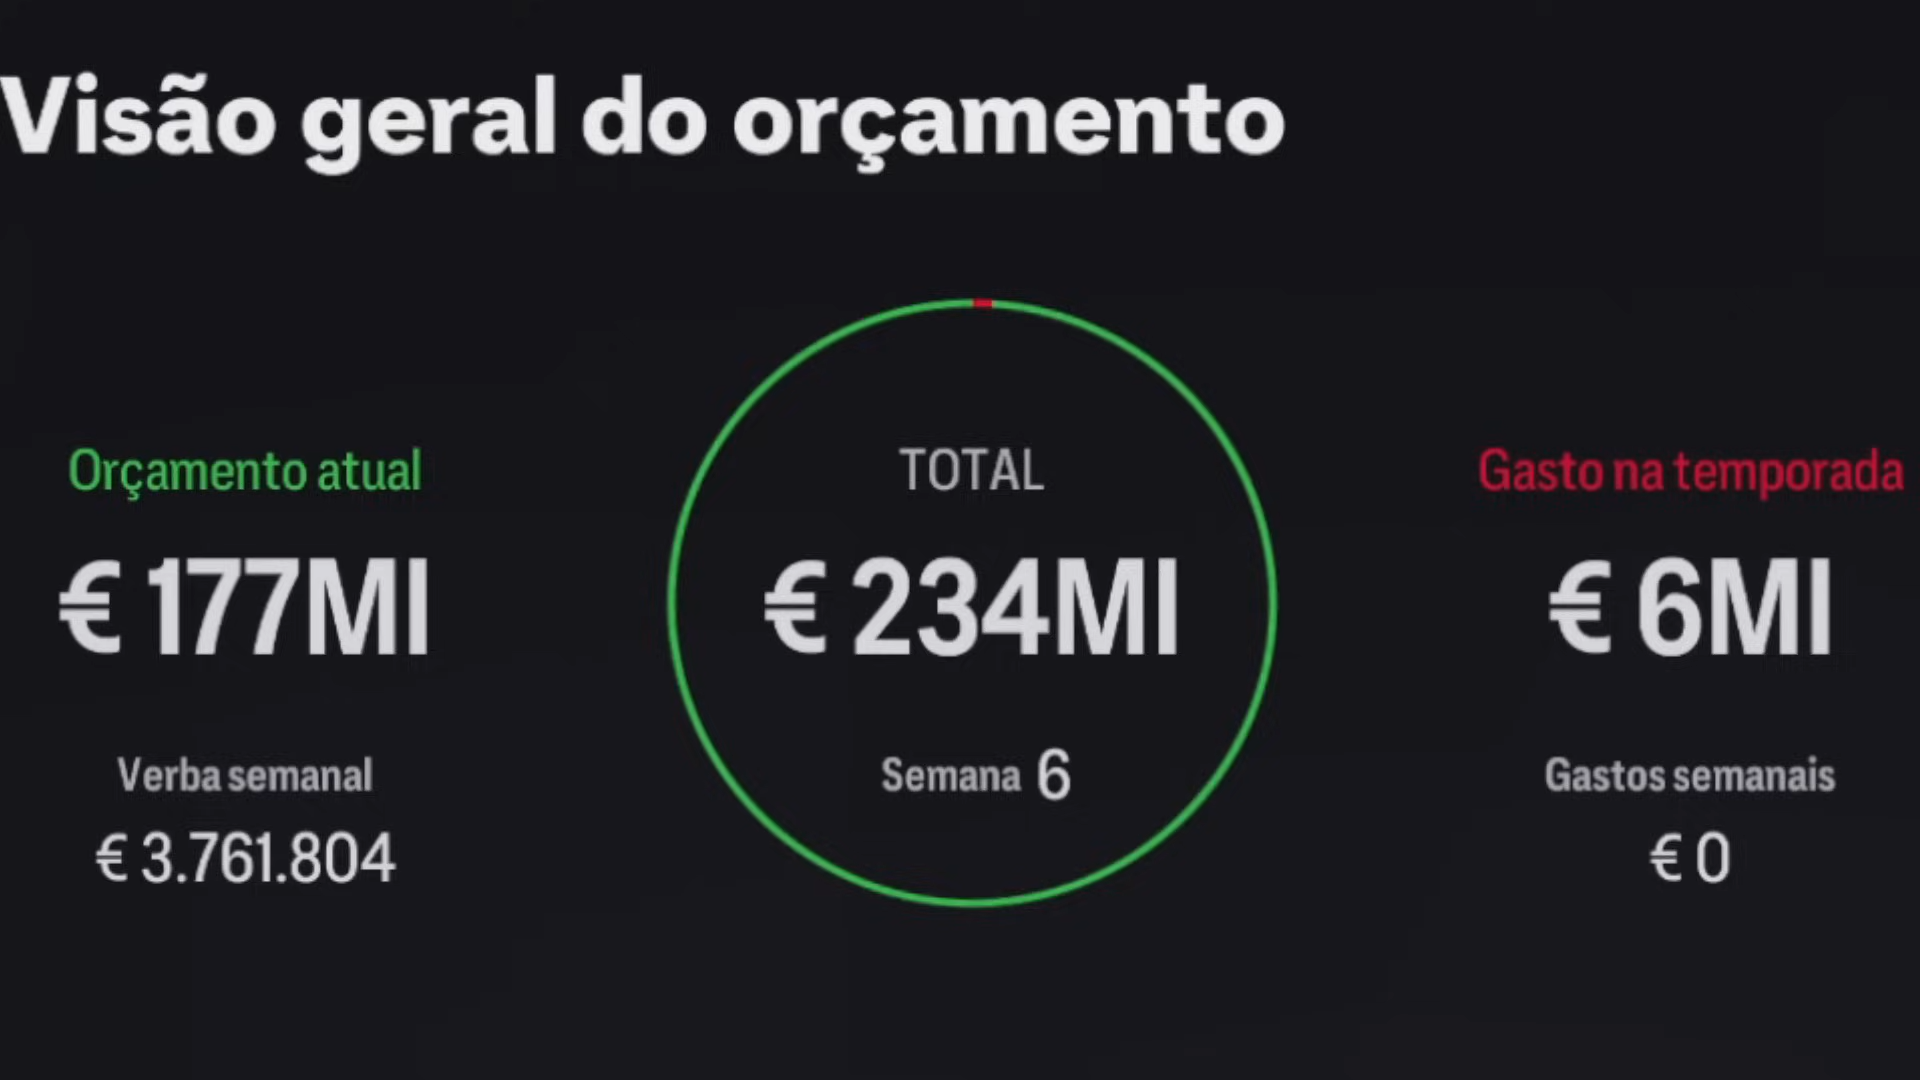 Visão geral do orçamento
Orçamento atual
€ 177MI
Verba semanal
€ 3.761.804
TOTAL
€ 234MI
Semana 6
Gasto na temporada
€ 6MI
Gastos semanais
€ 0